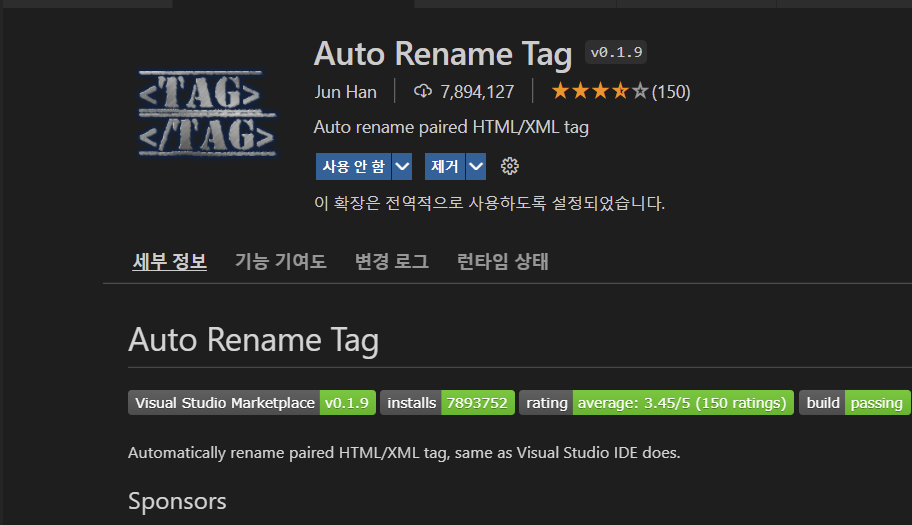 <TAG>
</TAG>
Auto Rename Tag v0.1.9
Jun Han 7,894,127 (150)
Auto rename paired HTML/XML tag
사용 안 함 제거
이 확장은 전역적으로 사용하도록 설정되었습니다.
세부 정보 기능 기여도 변경 로그 런타임 상태
Auto Rename Tag
Visual Studio Marketplace v0.1.9 installs 7893752 rating average: 3.45/5 (150 ratings) build passing
Automatically rename paired HTML/XML tag, same as Visual Studio IDE does.
Sponsors